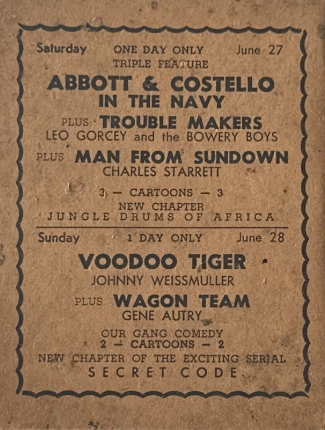 Saturday ONE DAY ONLY June 27
TRIPLE FEATURE
ABBOTT & COSTELLO
IN THE NAVY
PLUS TROUBLE MAKERS
LEO GORCEY and the BOWERY BOYS
PLUS MAN FROM SUNDOWN
CHARLES STARRETT
3 - CARTOONS - 3
NEW CHAPTER
JUNGLE DRUMS OF AFRICA
Sunday 1 DAY ONLY June 28
VOODOO TIGER
JOHNNY WEISSMULLER
PLUS WAGON TEAM
GENE AUTRY
OUR GANG COMEDY
2 - CARTOONS - 2
NEW CHAPTER OF THE EXCITING SERIAL
SECRET CODE